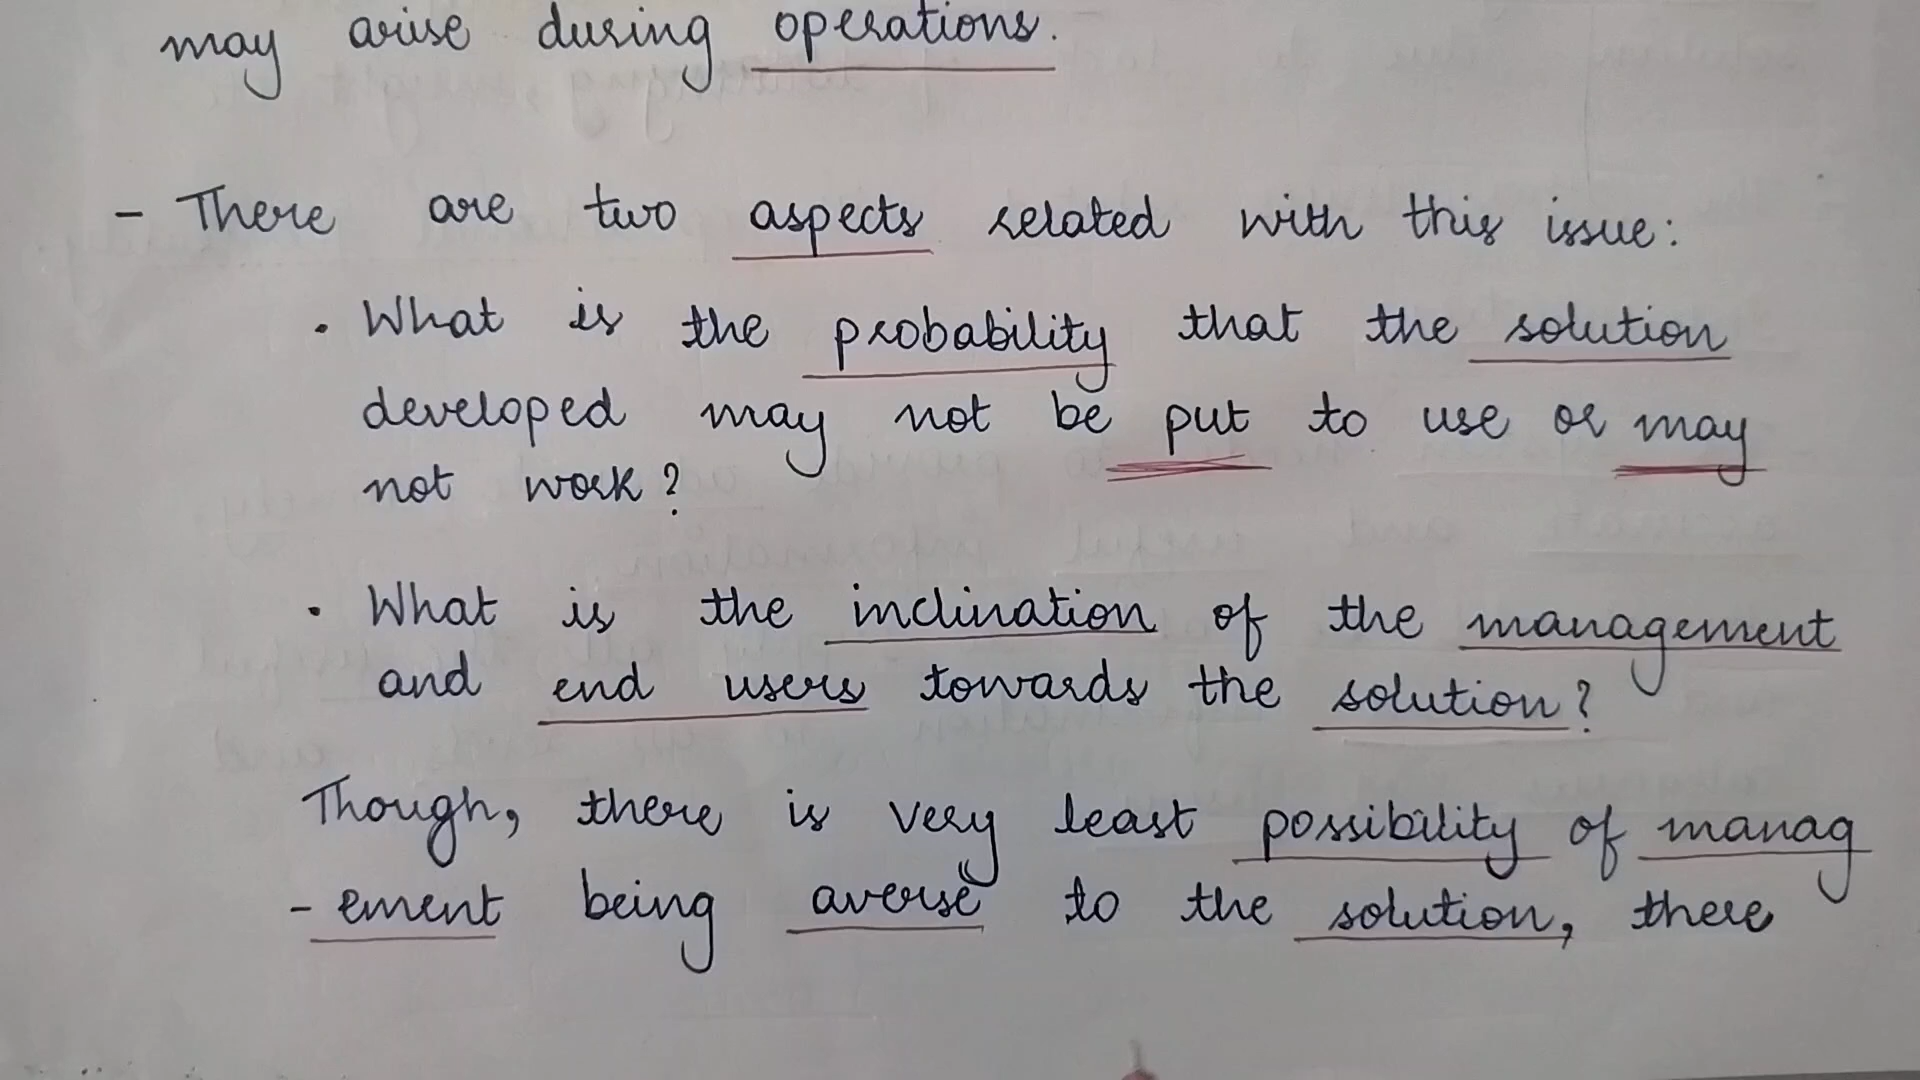 may arise during operations.
- There are two aspects related with this issue:
. What is the probability that the solution
developed may not be put to use or may
not work?
. What is the inclination of the management
and end users towards the solution?
Though, there is very least possibility of manag
- ement being averse to the solution, there